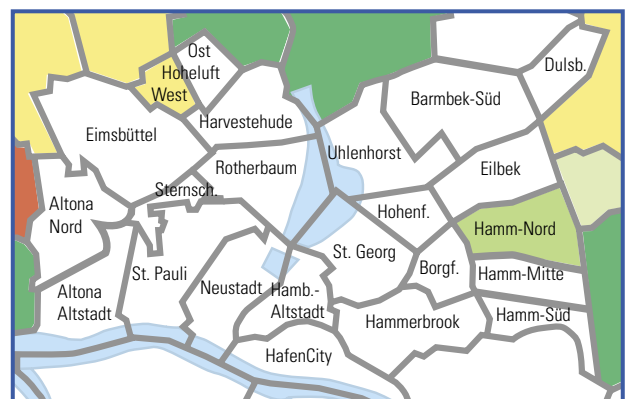 Ost
Hoheluft
West
Dulsb.
Barmbek-Süd
Harvestehude
Eimsbüttel
Uhlenhorst
Rotherbaum
Eilbek
Sternsch.
Altona
Nord
Hohenf.
Hamm-Nord
St. Georg
St. Pauli
Borgf.
Hamm-Mitte
Neustadt
Hamb.-
Altstadt
Altona
Altstadt
Hammerbrook
Hamm-Süd
HafenCity